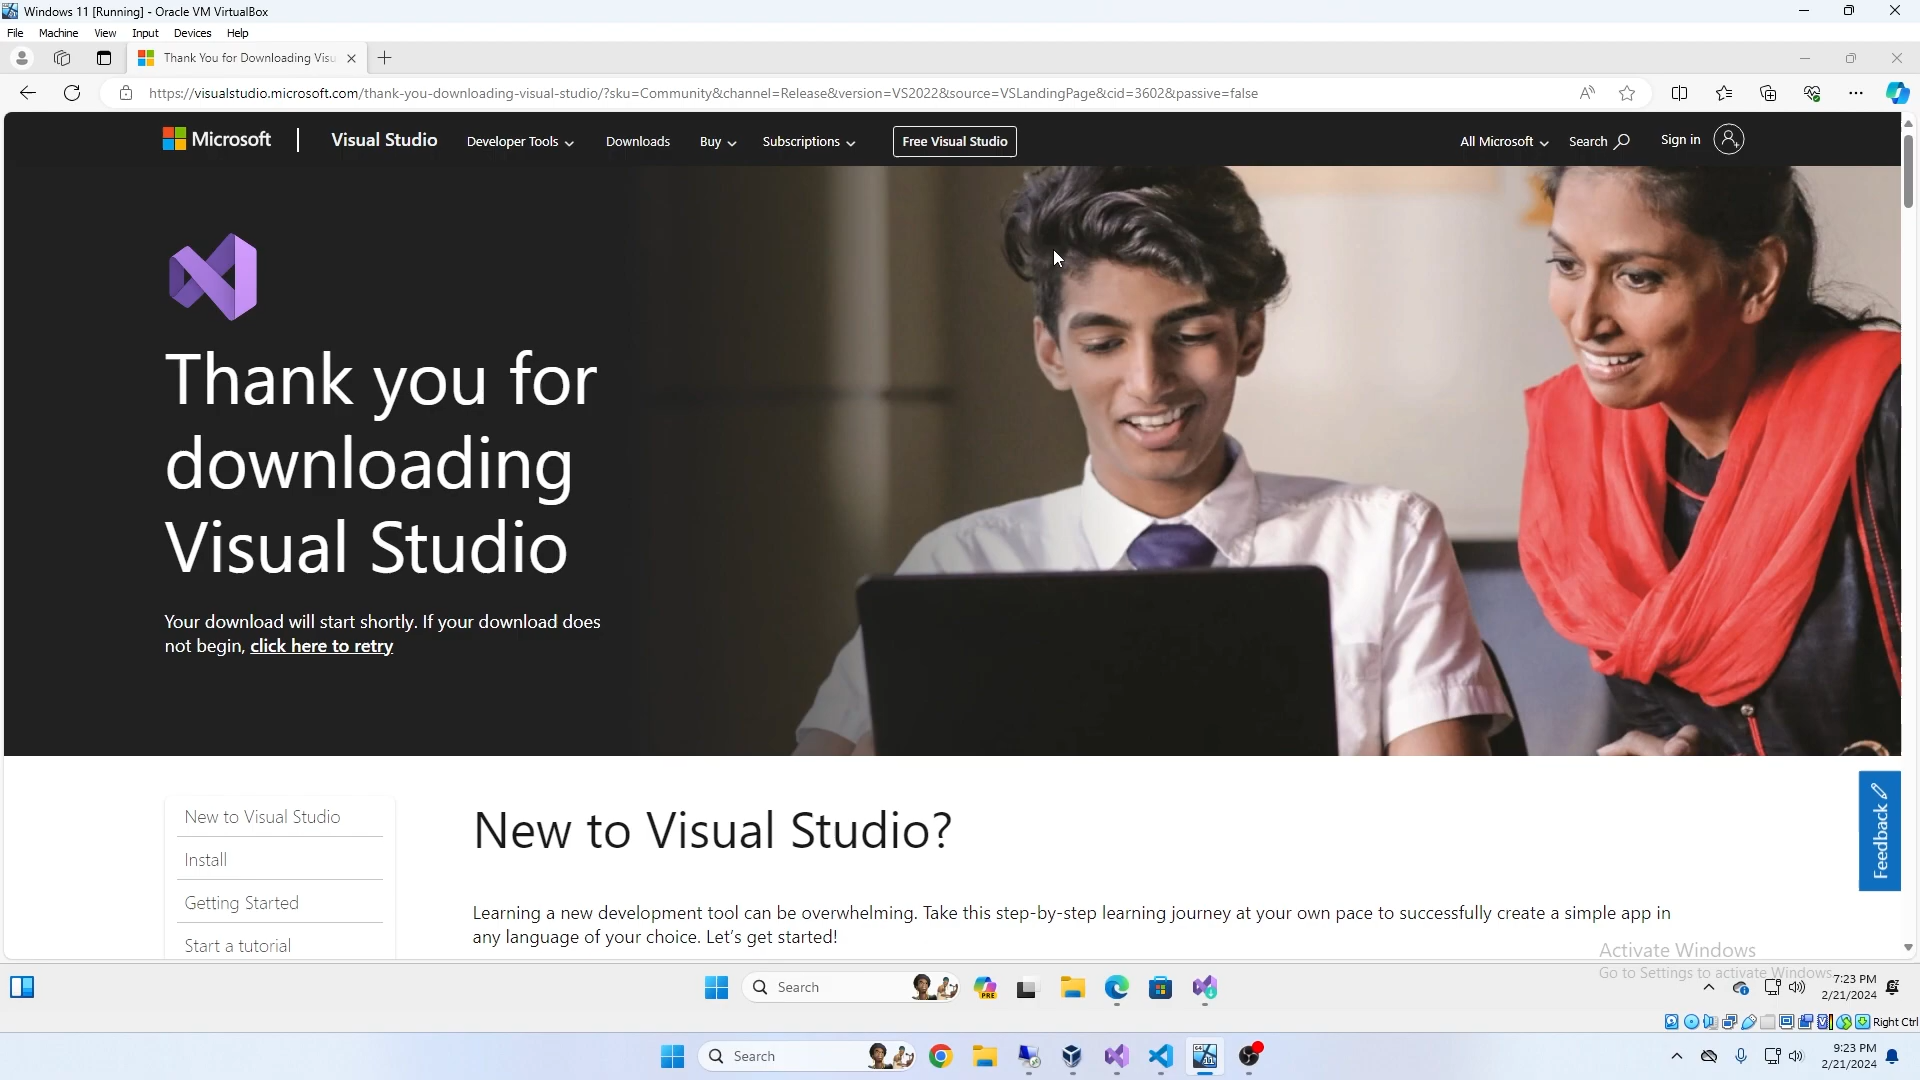 Windows 11 [Running] - Oracle VM VirtualBox
File Machine View Input Devices Help
Thank You for Downloading Visu
https://visualstudio.microsoft.com/thank-you-downloading-visual-studio/?sku=Community&channel=Release&version=VS2022&source=VSLandingPage&cid=3602&passive=false
Microsoft | Visual Studio Developer Tools Downloads Buy Subscriptions Free Visual Studio All Microsoft Search Sign in
Thank you for
downloading
Visual Studio
Your download will start shortly. If your download does
not begin, click here to retry
New to Visual Studio
Install
Getting Started
Start a tutorial
New to Visual Studio?
Learning a new development tool can be overwhelming. Take this step-by-step learning journey at your own pace to successfully create a simple app in
any language of your choice. Let's get started!
Feedback
Activate Windows
Go to Settings to activate Windows.
Search
PRE
7:23 PM
2/21/2024
Right Ctrl
Search
9:23 PM
2/21/2024